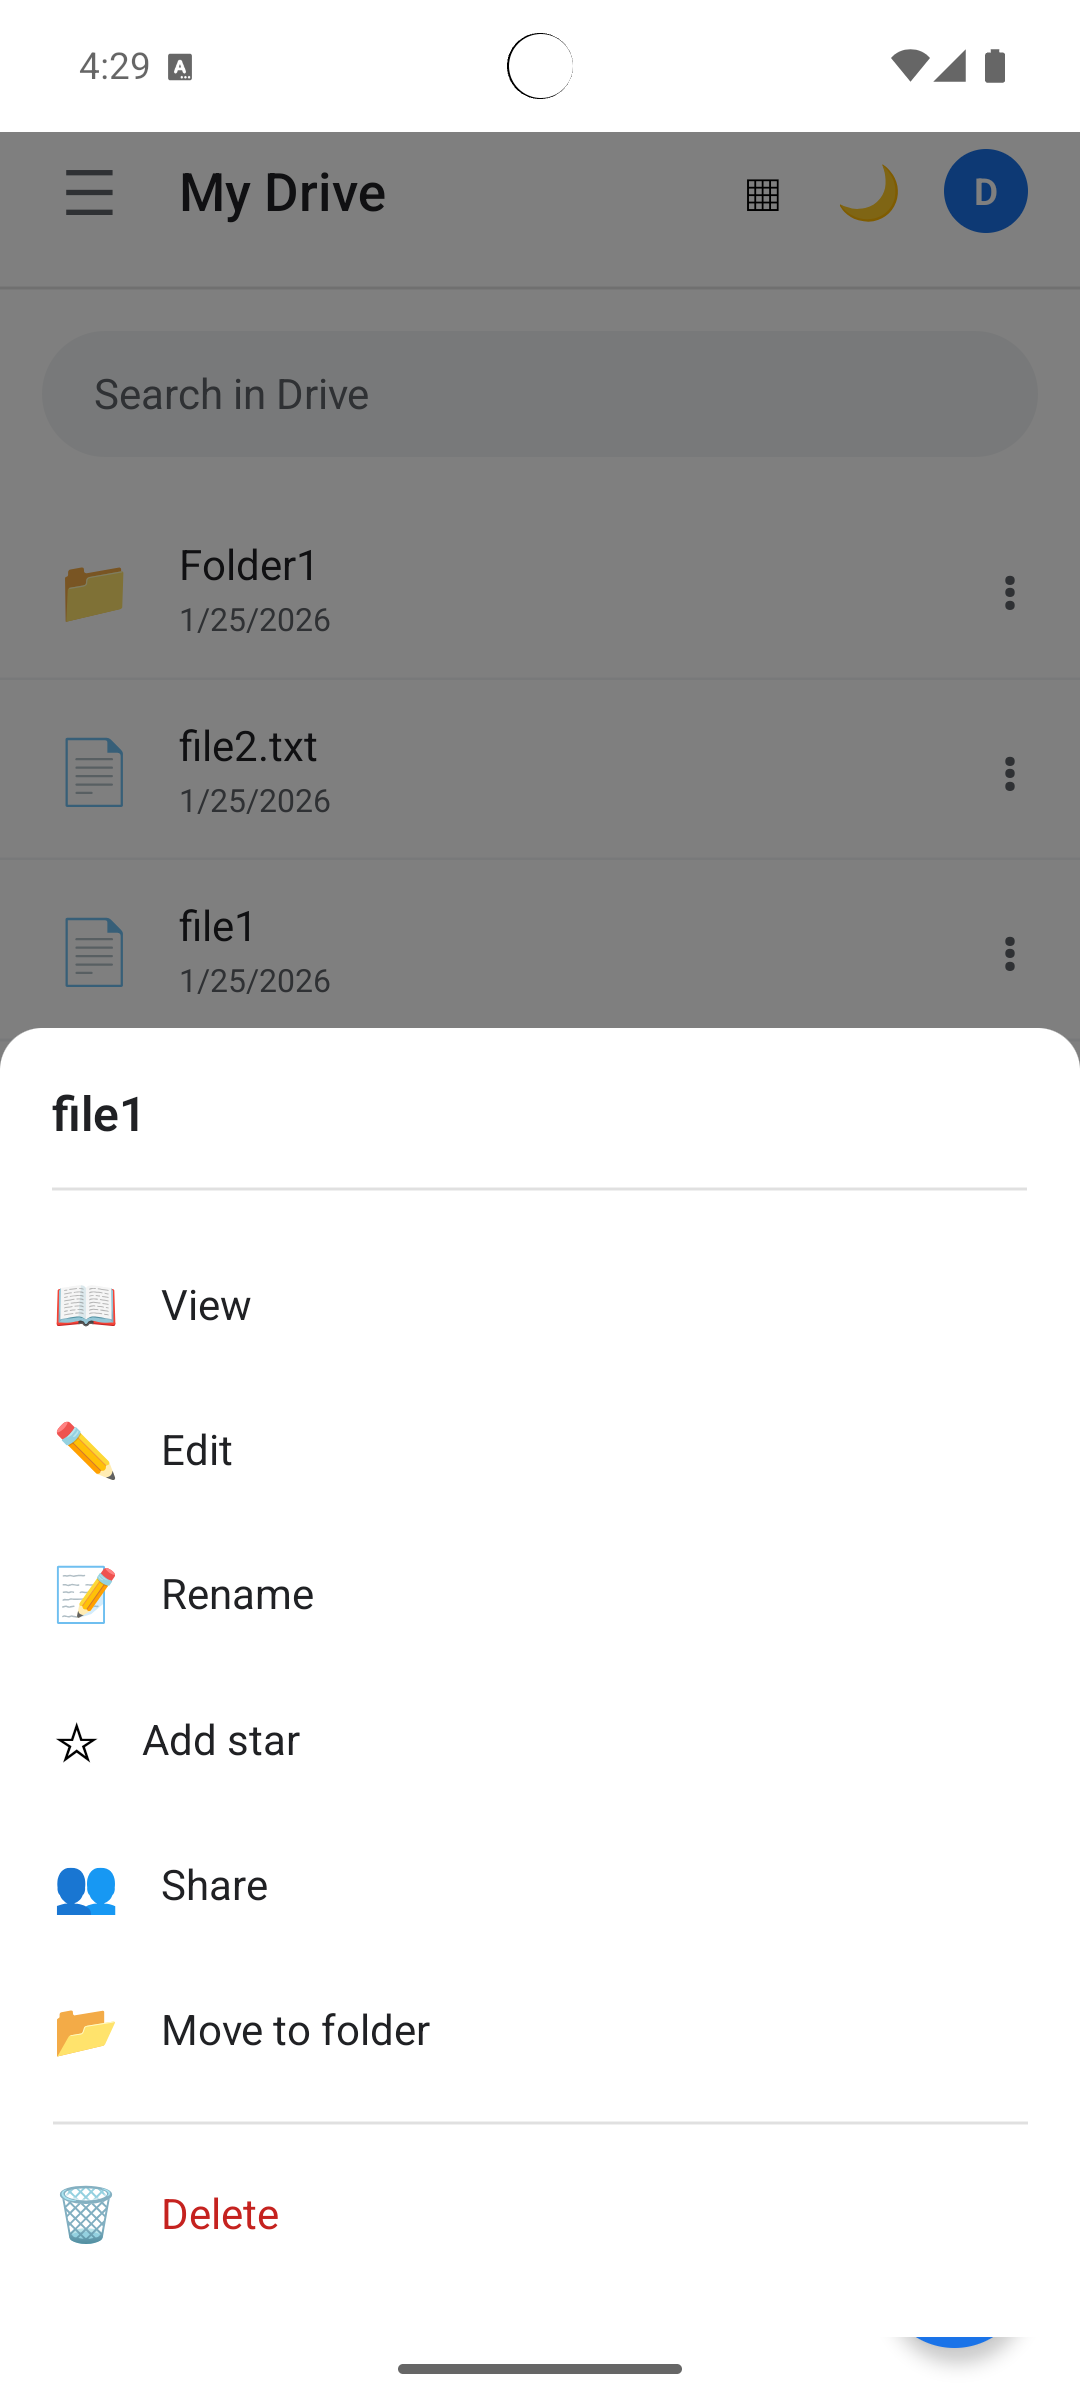 4:29
My Drive
D
Search in Drive
Folder1
1/25/2026
file2.txt
1/25/2026
file1
1/25/2026
file1
View
Edit
Rename
Add star
Share
Move to folder
Delete